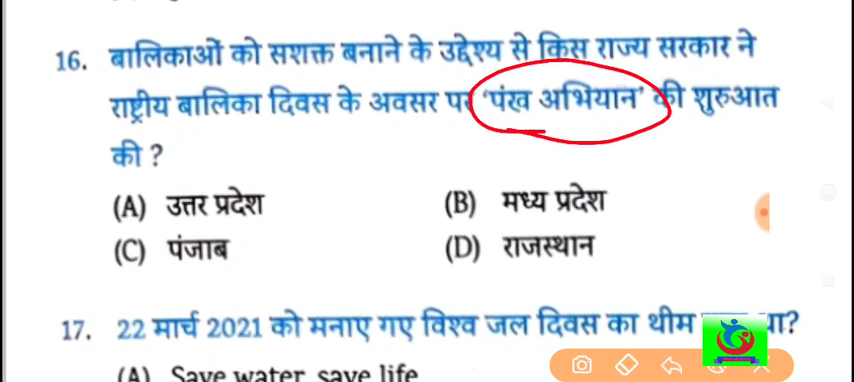 16. बालिकाओं को सशक्त बनाने के उद्देश्य से किस राज्य सरकार ने
राष्ट्रीय बालिका दिवस के अवसर पर ‘पंख अभियान’ की शुरुआत
की ?
(A) उत्तर प्रदेश (B) मध्य प्रदेश
(C) पंजाब (D) राजस्थान
17. 22 मार्च 2021 को मनाए गए विश्व जल दिवस का थीम था?
(A) Save water save life